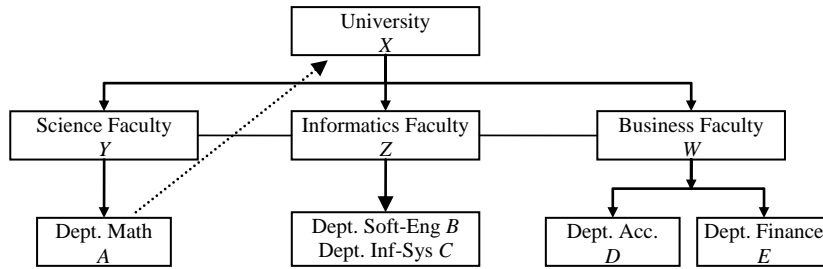 University
X
Science Faculty
Y
Informatics Faculty
Z
Business Faculty
W
Dept. Math
A
Dept. Soft-Eng B
Dept. Inf-Sys C
Dept. Acc.
D
Dept. Finance
E